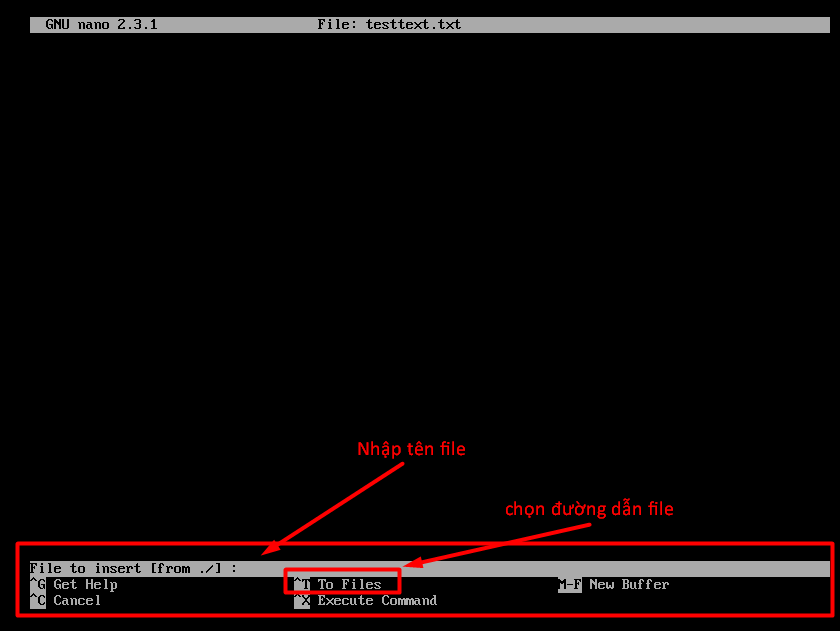 GNU nano 2.3.1 File: testtext.txt
Nhập tên file
chọn đường dẫn file
File to insert [from ./] :
^G Get Help ^T To Files M-F New Buffer
^C Cancel ^X Execute Command